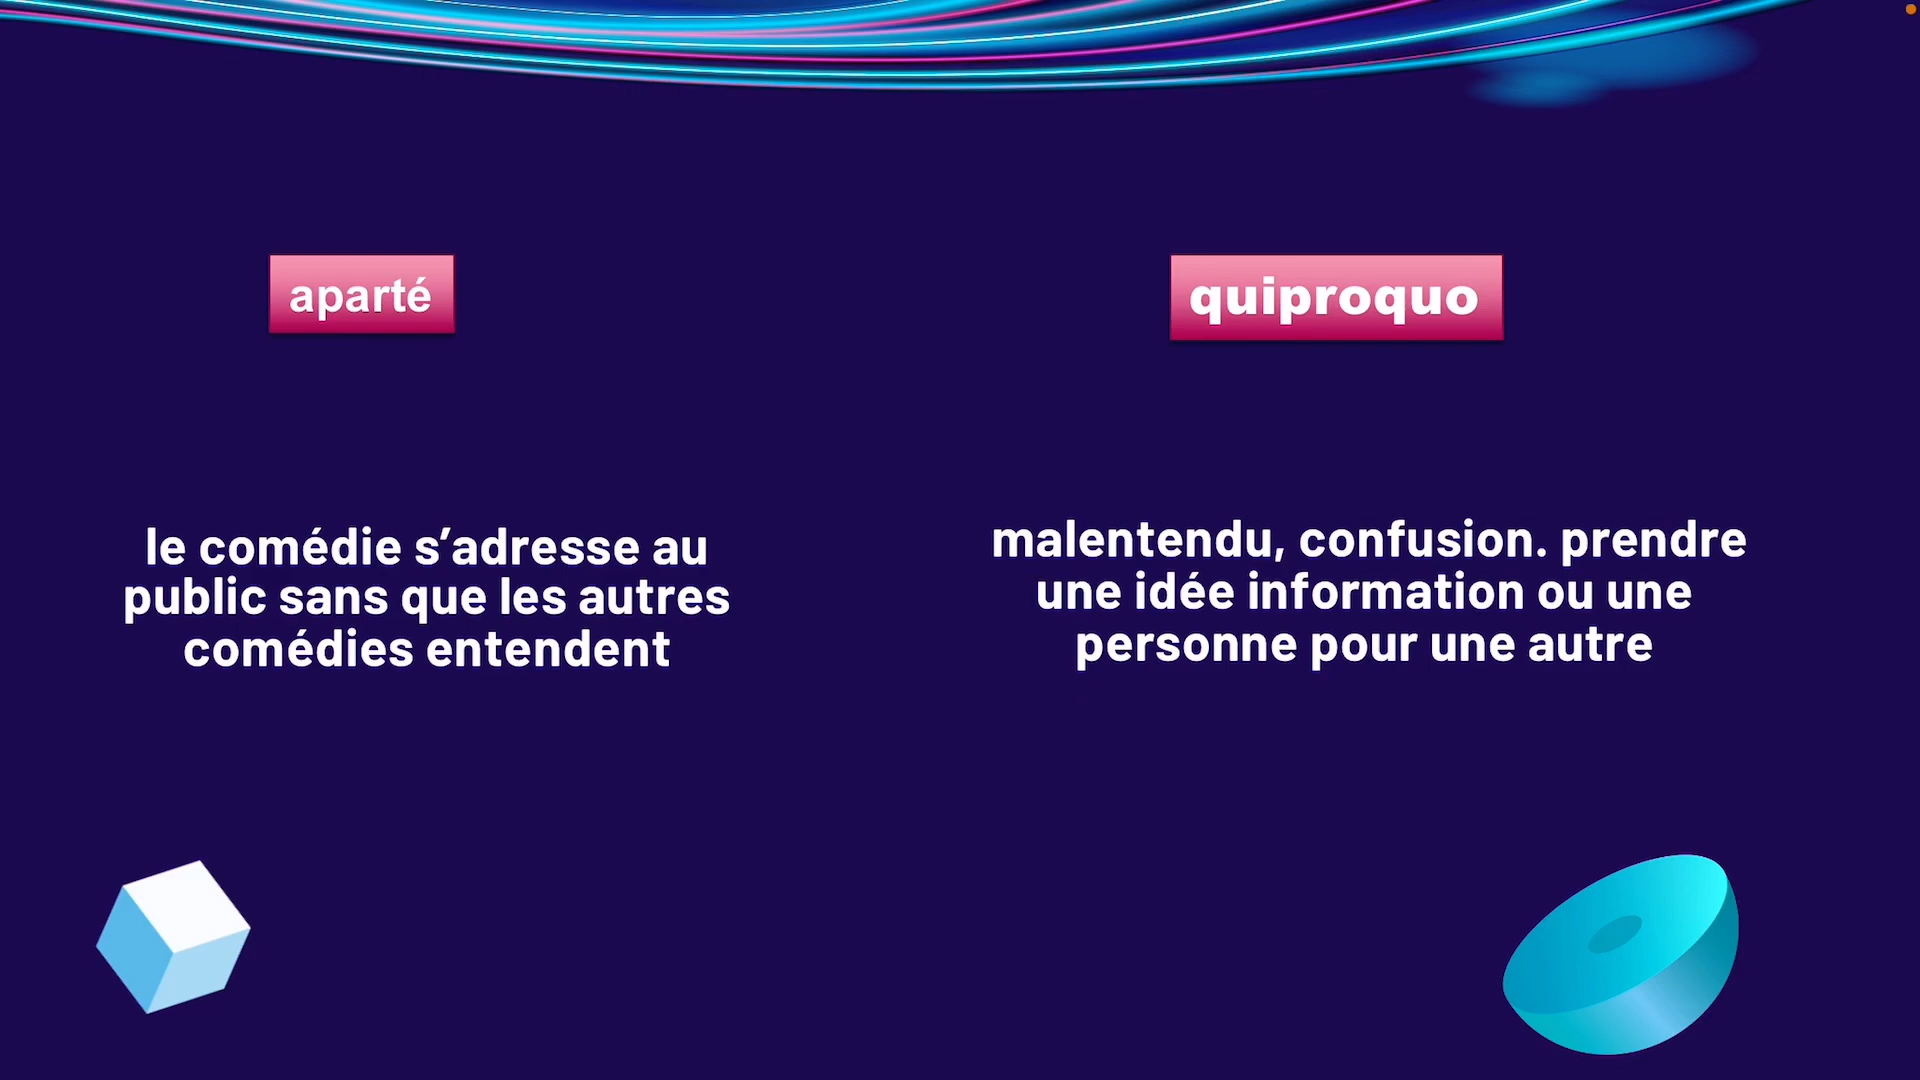 aparté
le comédie s’adresse au
public sans que les autres
comédies entendent
quiproquo
malentendu, confusion. prendre
une idée information ou une
personne pour une autre